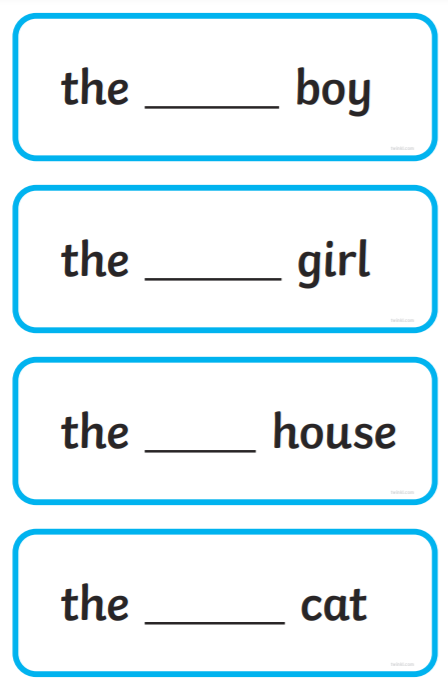 the ______ boy
the ______ girl
the _____ house
the ______ cat